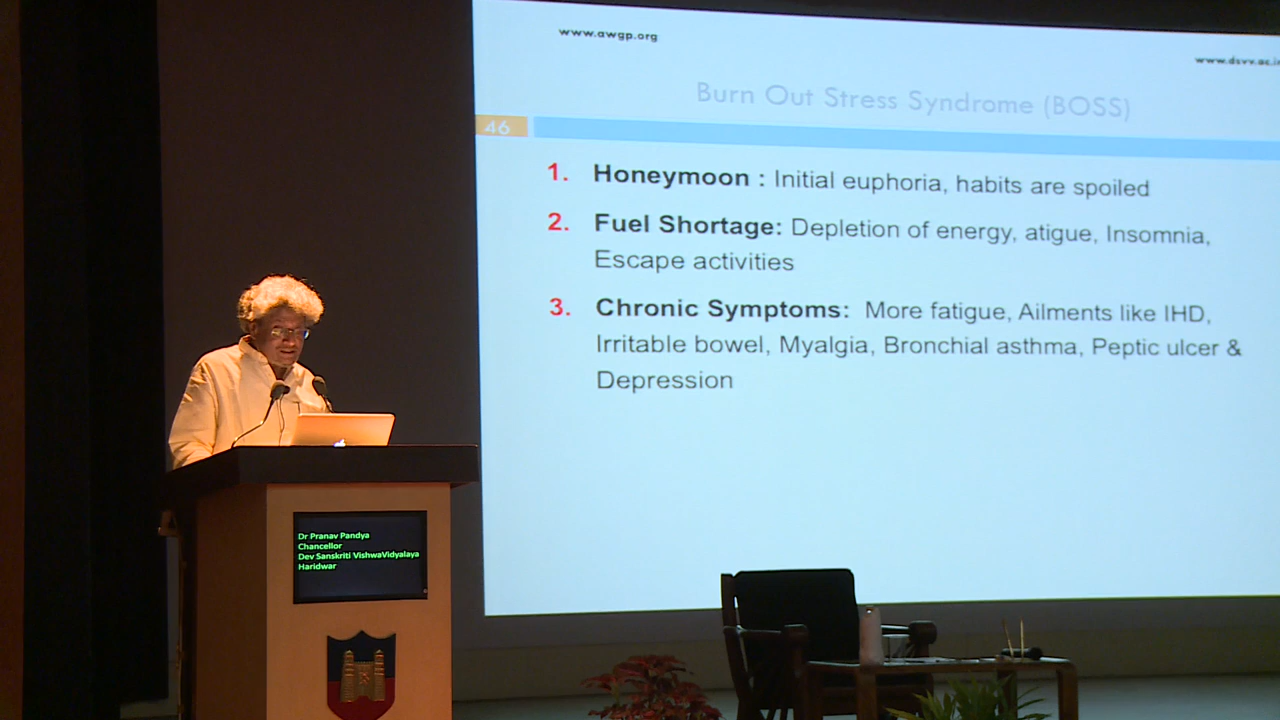 www.awgp.org
www.dsvv.ac.i
Burn Out Stress Syndrome (BOSS)
46
1. Honeymoon : Initial euphoria, habits are spoiled
2. Fuel Shortage: Depletion of energy, atigue, Insomnia,
Escape activities
3. Chronic Symptoms: More fatigue, Ailments like IHD,
Irritable bowel, Myalgia, Bronchial asthma, Peptic ulcer &
Depression
Dr Pranav Pandya
Chancellor
Dev Sanskriti VishwaVidyalaya
Haridwar